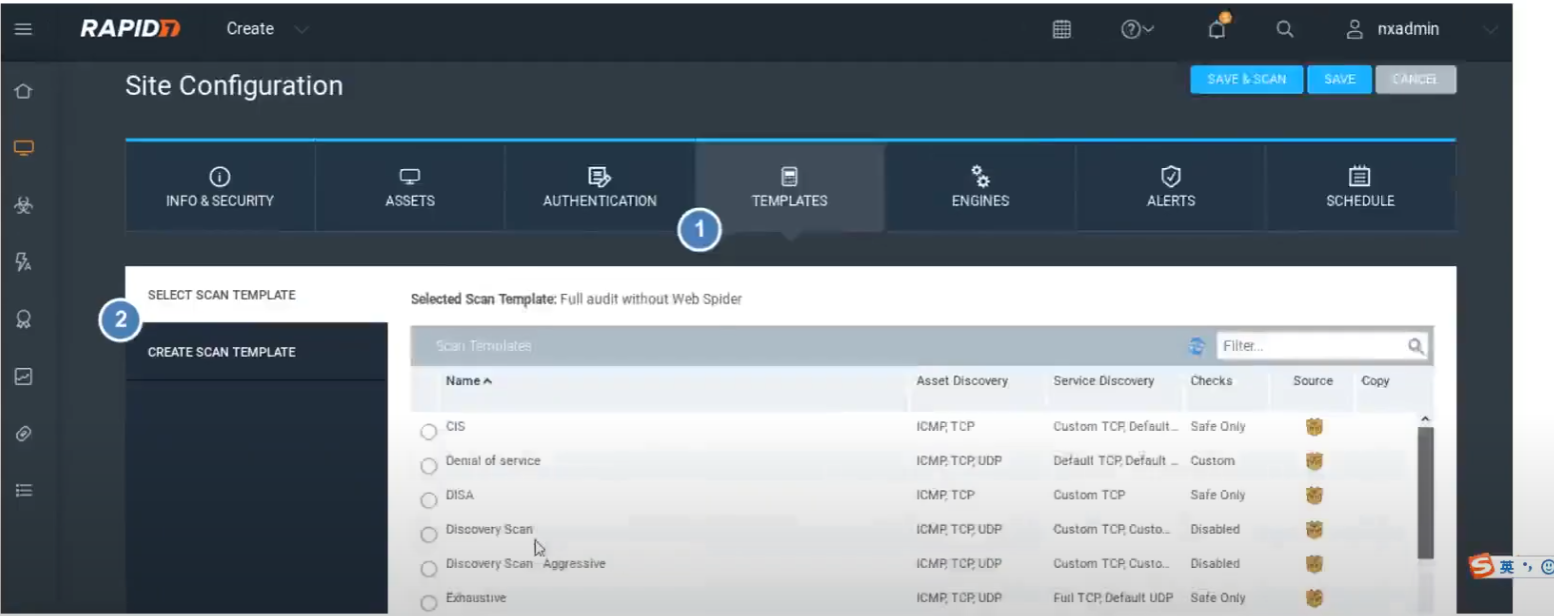 RAPID7 Create nxadmin
Site Configuration SAVE & SCAN SAVE CANCEL
INFO & SECURITY ASSETS AUTHENTICATION TEMPLATES ENGINES ALERTS SCHEDULE
1
SELECT SCAN TEMPLATE Selected Scan Template: Full audit without Web Spider
2
CREATE SCAN TEMPLATE Scan Templates Filter...
Name Asset Discovery Service Discovery Checks Source Copy
CIS ICMP, TCP Custom TCP, Default... Safe Only
Denial of service ICMP, TCP, UDP Default TCP, Default ... Custom
DISA ICMP, TCP Custom TCP Safe Only
Discovery Scan ICMP, TCP, UDP Custom TCP, Custo... Disabled
Discovery Scan - Aggressive ICMP, TCP, UDP Custom TCP, Custo... Disabled
S 英
Exhaustive ICMP, TCP, UDP Full TCP, Default UDP Safe Only